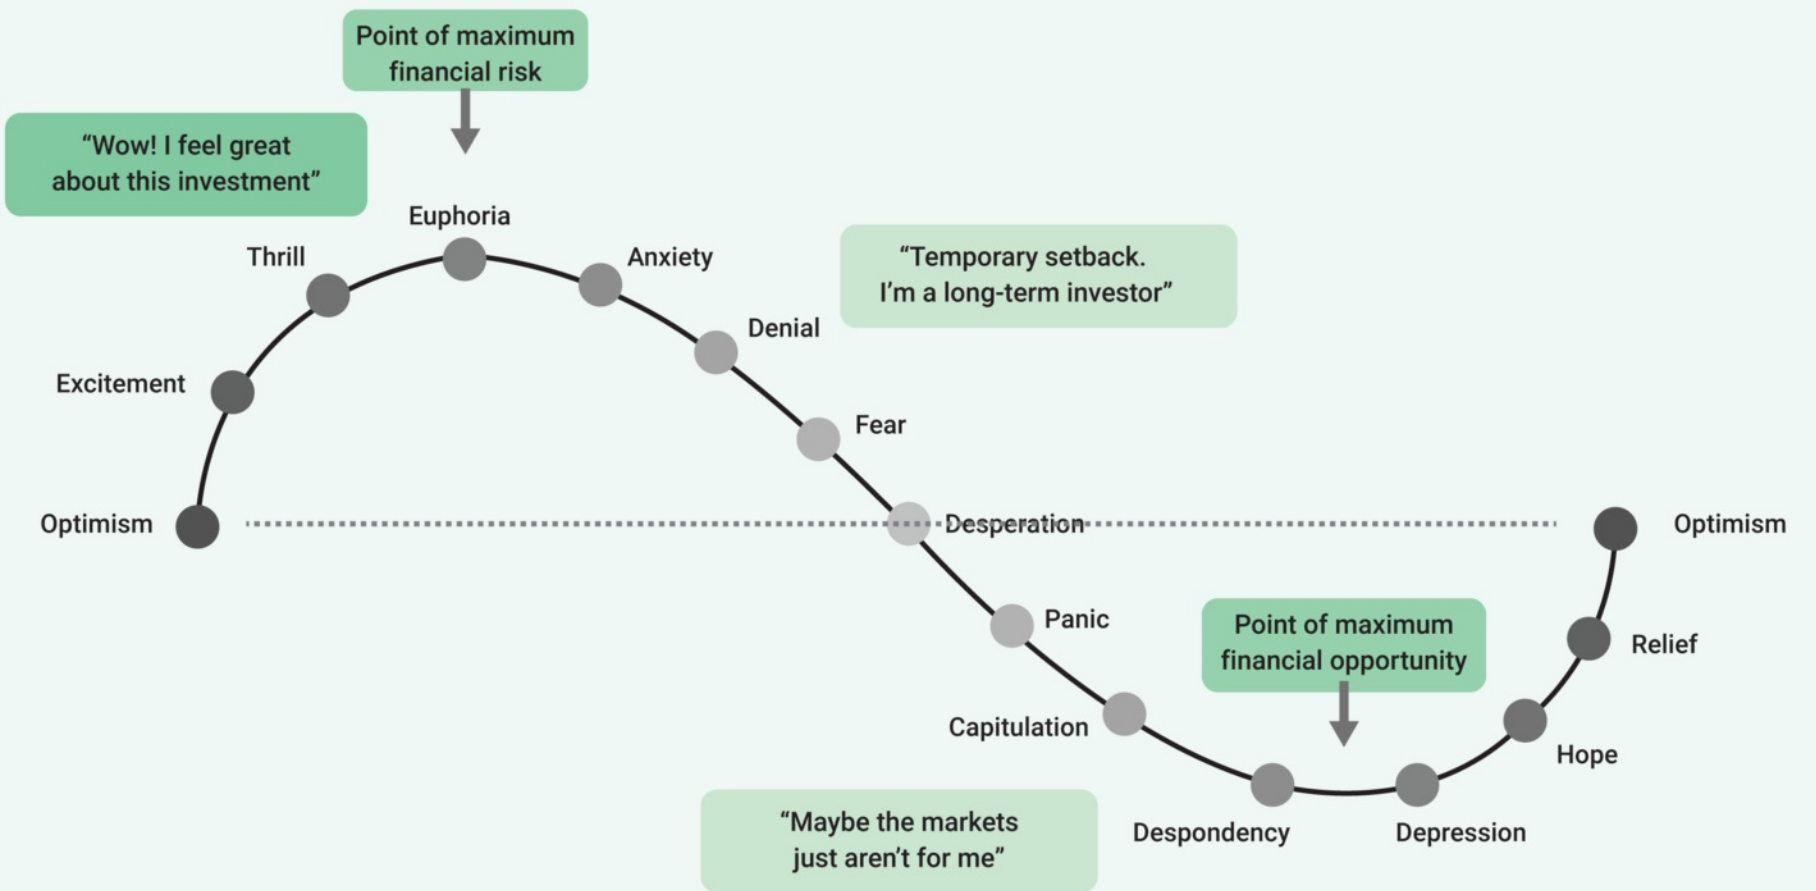 Point of maximum
financial risk
“Wow! I feel great
about this investment”
Euphoria
Thrill
Anxiety
“Temporary setback.
I’m a long-term investor”
Denial
Excitement
Fear
Optimism
Desperation
Optimism
Panic
Point of maximum
financial opportunity
Relief
Capitulation
Hope
“Maybe the markets
just aren’t for me”
Despondency
Depression